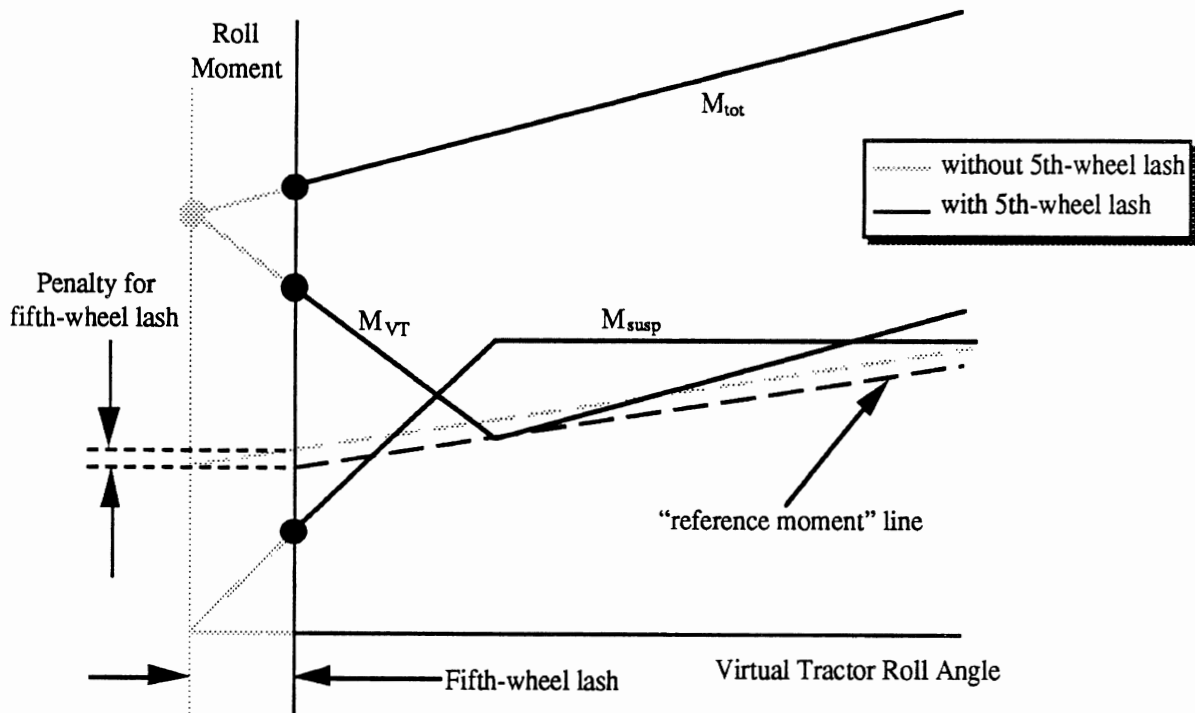 Roll
Moment
M_tot
without 5th-wheel lash
with 5th-wheel lash
Penalty for
fifth-wheel lash
M_VT
M_susp
“reference moment” line
Fifth-wheel lash
Virtual Tractor Roll Angle